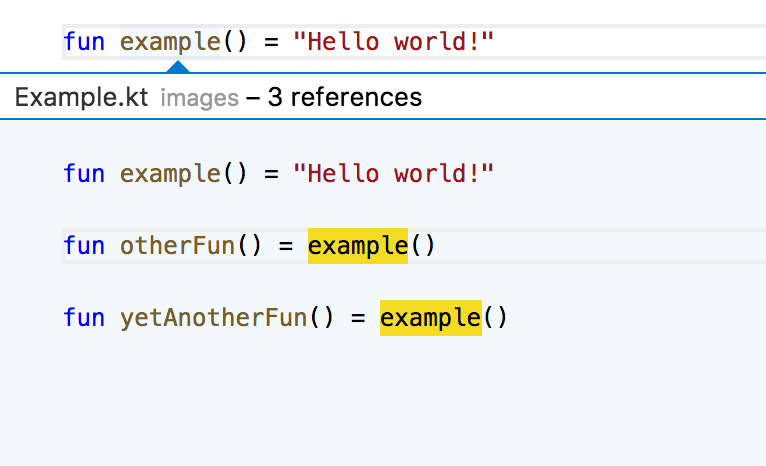 fun example() = "Hello world!"
Example.kt images – 3 references
fun example() = "Hello world!"
fun otherFun() = example()
fun yetAnotherFun() = example()